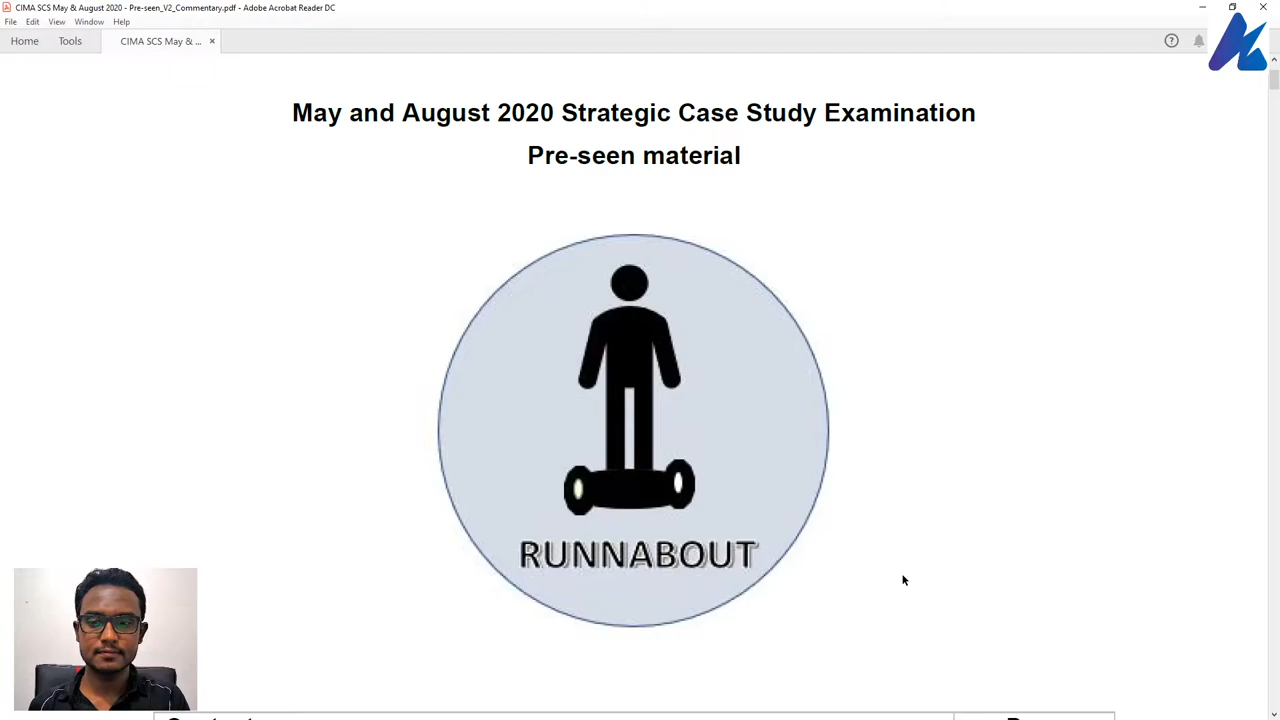 CIMA SCS May & August 2020 - Pre-seen_V2_Commentary.pdf - Adobe Acrobat Reader DC
File Edit View Window Help
Home Tools CIMA SCS May & ... ×
May and August 2020 Strategic Case Study Examination
Pre-seen material
RUNNABOUT